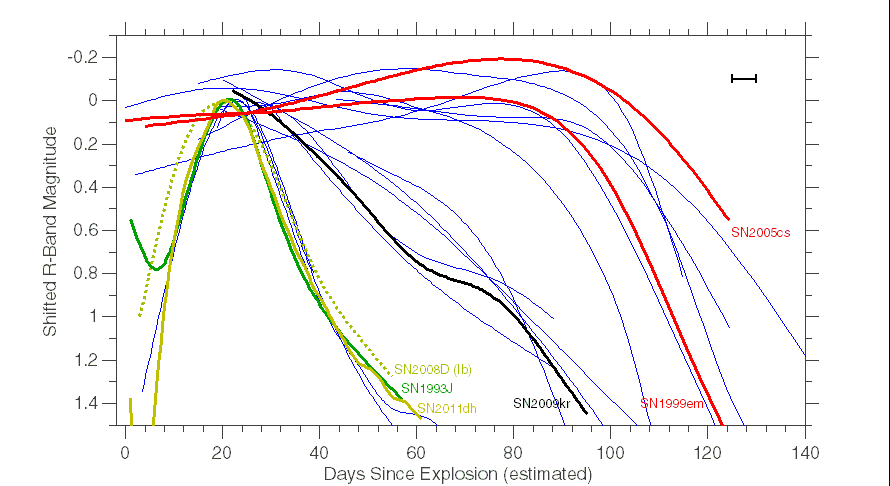 -0.2
0
0.2
0.4
0.6
0.8
1
1.2
1.4
Shifted R-Band Magnitude
SN2005cs
SN2008D (Ib)
SN1993J
SN2011dh
SN2009kr
SN1999em
0 20 40 60 80 100 120 140
Days Since Explosion (estimated)